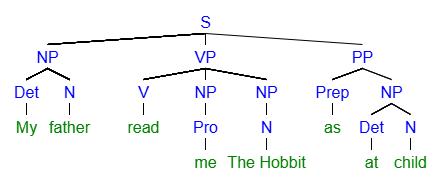 S
NP VP PP
Det N V NP NP Prep NP
My father read Pro N as Det N
me The Hobbit at child